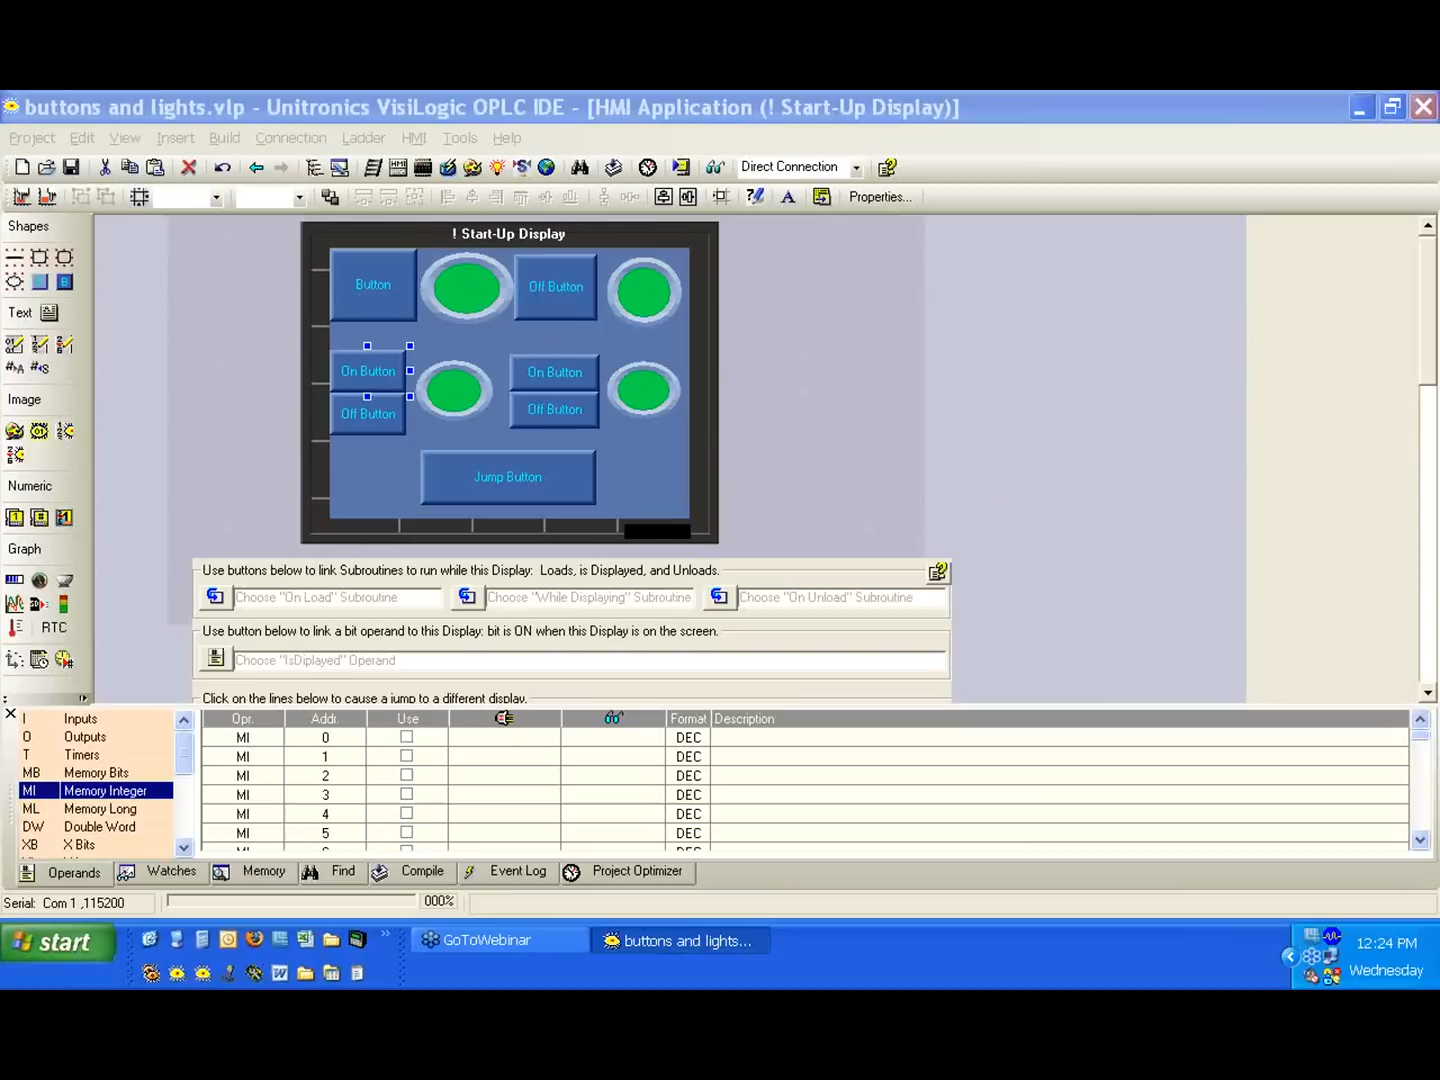 buttons and lights.vlp - Unitronics VisiLogic OPLC IDE - [HMI Application (! Start-Up Display)]
Project Edit View Insert Build Connection Ladder HMI Tools Help
Direct Connection
Properties...
Shapes
! Start-Up Display
Button
Off Button
Text
On Button
On Button
Off Button
Off Button
Image
Jump Button
Numeric
Graph
Use buttons below to link Subroutines to run while this Display: Loads, is Displayed, and Unloads.
Choose "On Load" Subroutine
Choose "While Displaying" Subroutine
Choose "On Unload" Subroutine
RTC
Use button below to link a bit operand to this Display: bit is ON when this Display is on the screen.
Choose "IsDiplayed" Operand
Click on the lines below to cause a jump to a different display.
I Inputs
O Outputs
T Timers
MB Memory Bits
MI Memory Integer
ML Memory Long
DW Double Word
XB X Bits
Opr. Addr. Use Format Description
MI 0 DEC
MI 1 DEC
MI 2 DEC
MI 3 DEC
MI 4 DEC
MI 5 DEC
Operands Watches Memory Find Compile Event Log Project Optimizer
Serial: Com 1 ,115200
000%
start
GoToWebinar
buttons and lights...
12:24 PM
Wednesday